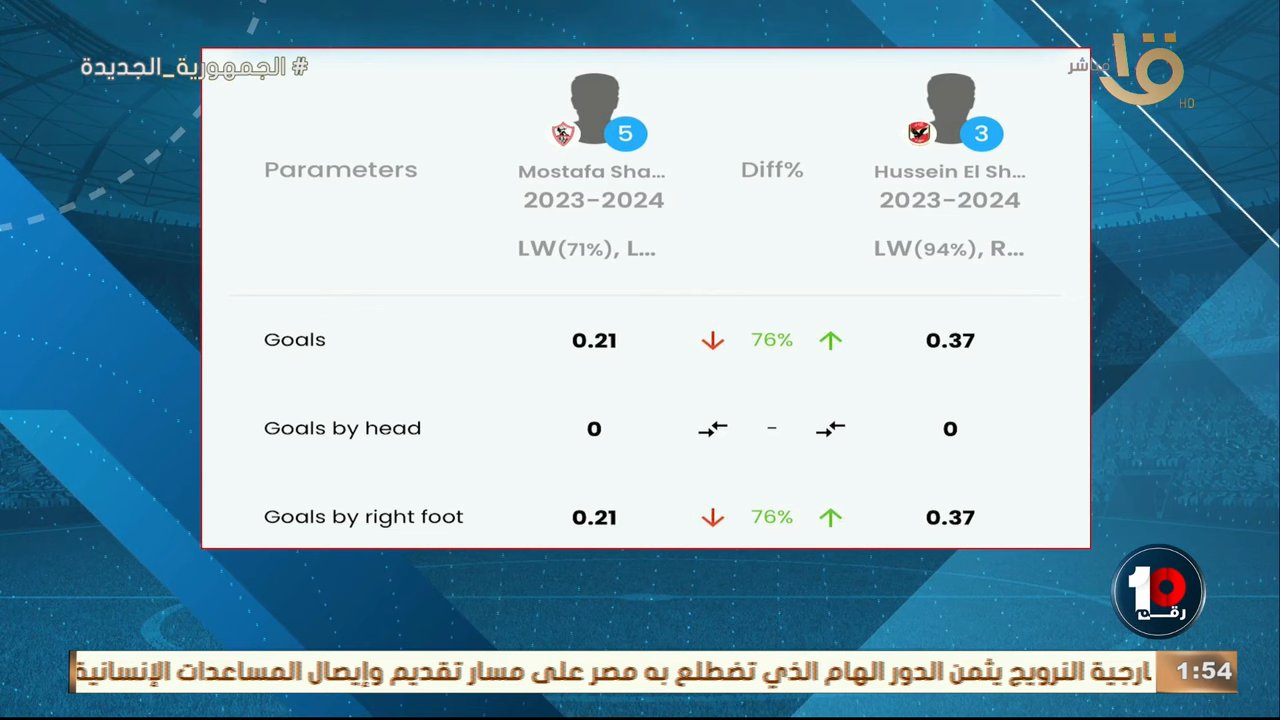 # الجمهورية_الجديدة
مباشر
HD
5
3
Parameters
Mostafa Sha...
Diff%
Hussein El Sh...
2023-2024
2023-2024
LW(71%), L...
LW(94%), R...
Goals 0.21 76% 0.37
Goals by head 0 - 0
Goals by right foot 0.21 76% 0.37
10
رقم
ارجية النرويج يثمن الدور الهام الذي تضطلع به مصر على مسار تقديم وإيصال المساعدات الإنسانية
1:54